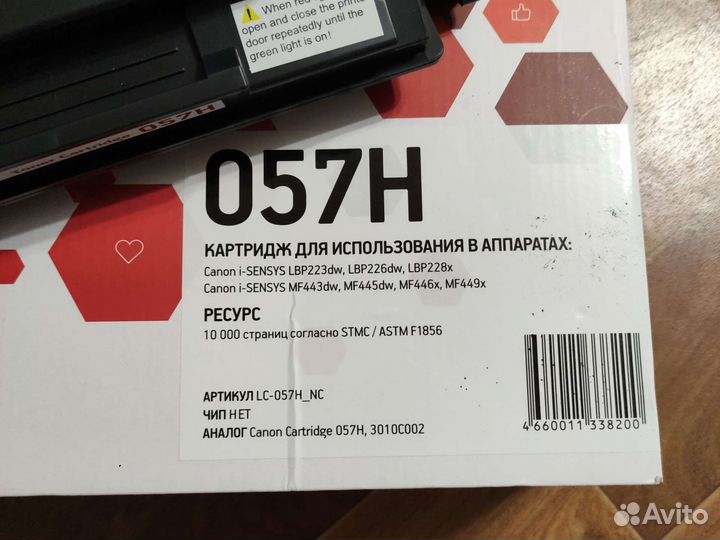 When red
open and close the printer
door repeatedly until the
green light is on!
Toner Cartridge 057H
057H
КАРТРИДЖ ДЛЯ ИСПОЛЬЗОВАНИЯ В АППАРАТАХ:
Canon i-SENSYS LBP223dw, LBP226dw, LBP228x
Canon i-SENSYS MF443dw, MF445dw, MF446x, MF449x
РЕСУРС
10 000 страниц согласно STMC / ASTM F1856
АРТИКУЛ LC-057H_NC
ЧИП НЕТ
АНАЛОГ Canon Cartridge 057H, 3010C002
4 660011 338200
Avito